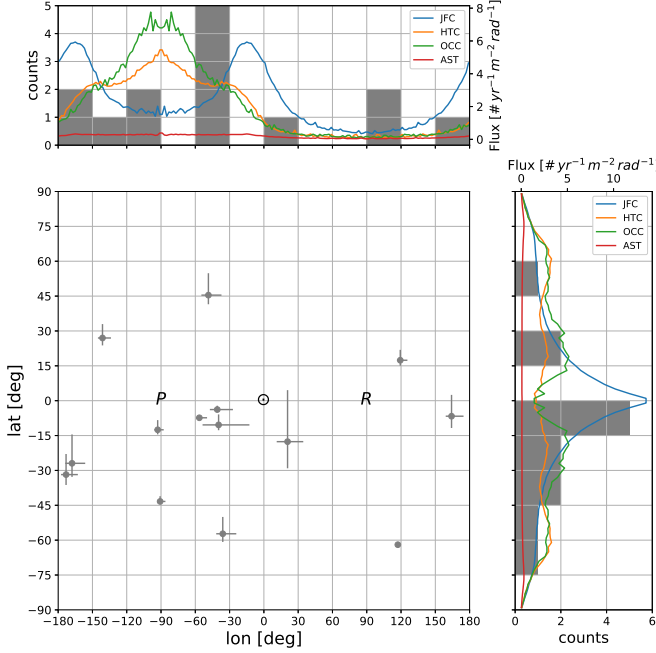 5
4
3
2
1
0
counts
JFC
HTC
OCC
AST
8
6
4
2
0
Flux [# yr⁻¹ m⁻² rad⁻¹]
90
75
60
45
30
15
0
−15
−30
−45
−60
−75
−90
lat [deg]
P
⊙
R
−180 −150 −120 −90 −60 −30 0 30 60 90 120 150 180
lon [deg]
Flux [# yr⁻¹ m⁻² rad⁻¹]
0 5 10
JFC
HTC
OCC
AST
0 2 4 6
counts